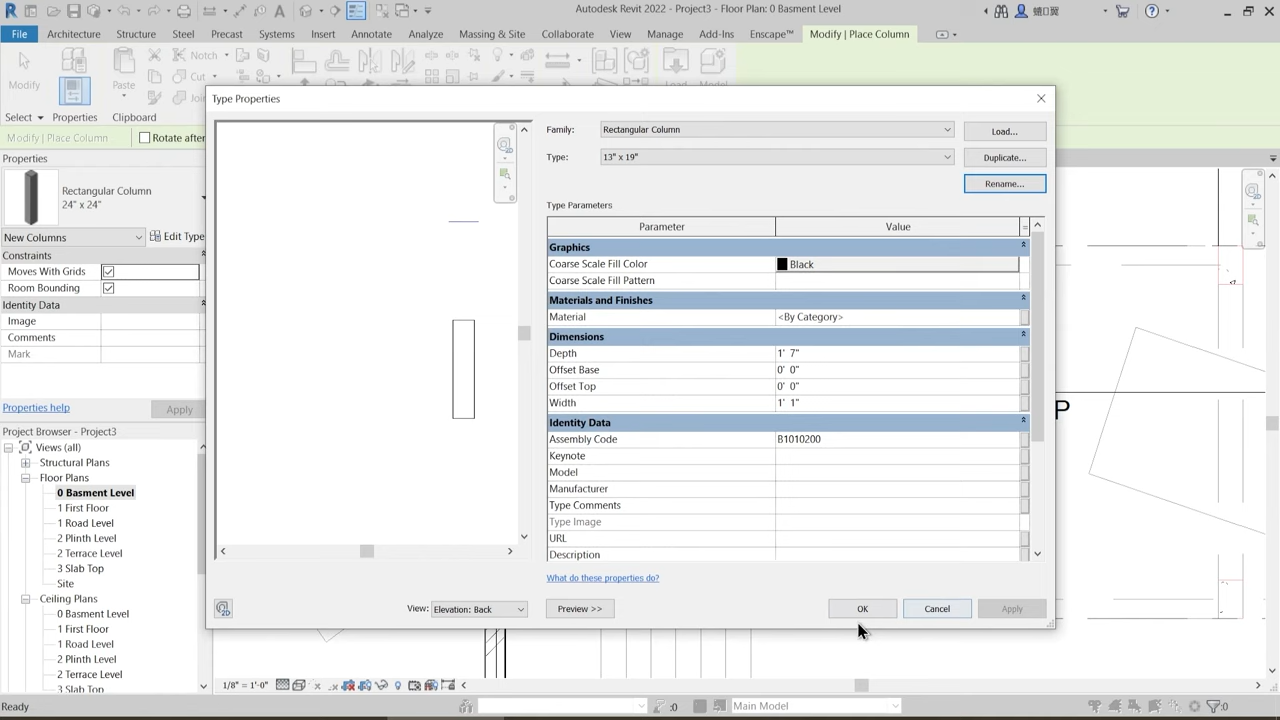 Autodesk Revit 2022 - Project3 - Floor Plan: 0 Basment Level
File Architecture Structure Steel Precast Systems Insert Annotate Analyze Massing & Site Collaborate View Manage Add-Ins Enscape™ Modify | Place Column
Modify
Notch
Cut
Paste
Select Properties Clipboard
Modify | Place Column Rotate after
Type Properties
Family: Rectangular Column Load...
Type: 13" x 19" Duplicate...
Rename...
Type Parameters
Parameter Value
Graphics
Coarse Scale Fill Color Black
Coarse Scale Fill Pattern
Materials and Finishes
Material <By Category>
Dimensions
Depth 1' 7"
Offset Base 0' 0"
Offset Top 0' 0"
Width 1' 1"
Identity Data
Assembly Code B1010200
Keynote
Model
Manufacturer
Type Comments
Type Image
URL
Description
What do these properties do?
View: Elevation: Back Preview >> OK Cancel Apply
Properties
Rectangular Column
24" x 24"
New Columns Edit Type
Constraints
Moves With Grids
Room Bounding
Identity Data
Image
Comments
Mark
Properties help Apply
Project Browser - Project3
Views (all)
Structural Plans
Floor Plans
0 Basment Level
1 First Floor
1 Road Level
2 Plinth Level
2 Terrace Level
3 Slab Top
Site
Ceiling Plans
0 Basment Level
1 First Floor
1 Road Level
2 Plinth Level
2 Terrace Level
3 Slab Top
P
1/8" = 1'-0"
Ready :0 Main Model :0